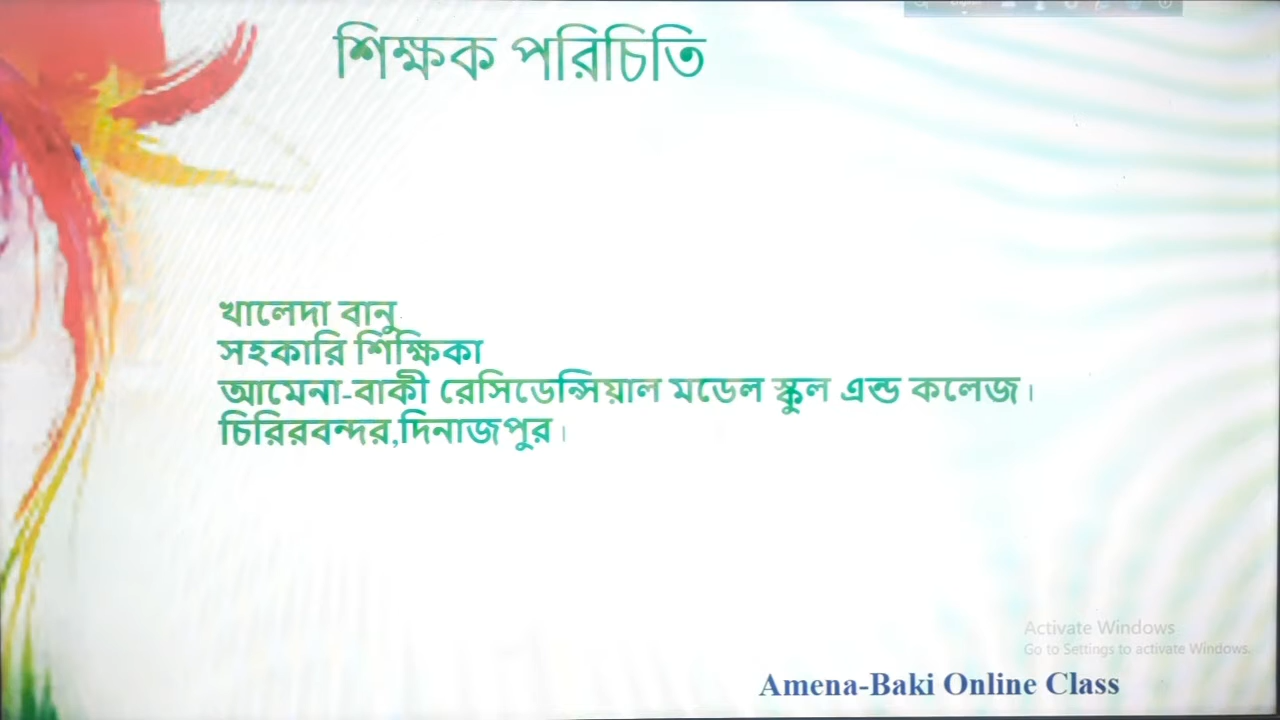 শিক্ষক পরিচিতি
খালেদা বানু
সহকারি শিক্ষিকা
আমেনা-বাকী রেসিডেন্সিয়াল মডেল স্কুল এন্ড কলেজ।
চিরিরবন্দর,দিনাজপুর।
Activate Windows
Go to Settings to activate Windows.
Amena-Baki Online Class